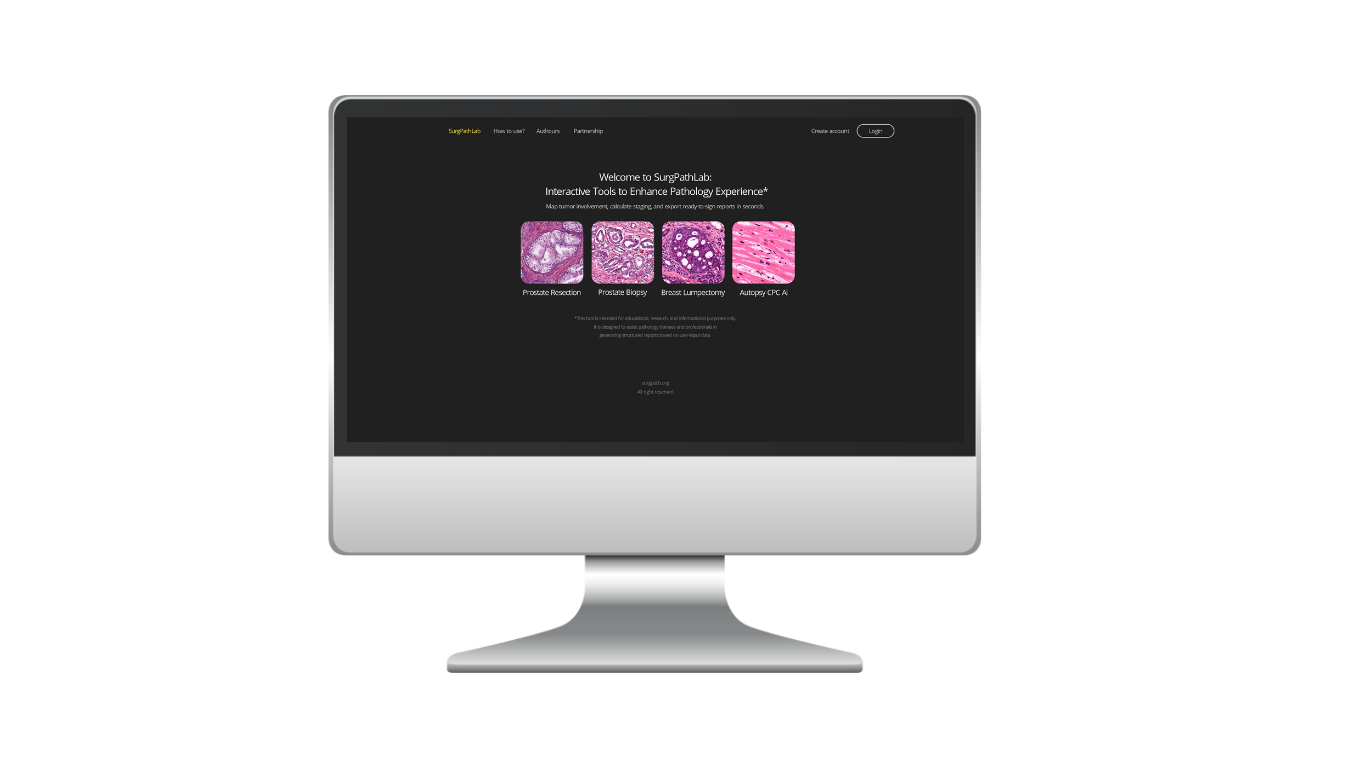 SurgPathLab How to use? Authours Partnership Create account Login
Welcome to SurgPathLab:
Interactive Tools to Enhance Pathology Experience*
Map tumor involvement, calculate staging, and export ready-to-sign reports in seconds.
Prostate Resection Prostate Biopsy Breast Lumpectomy Autopsy CPC Ai
*This tool is intended for educational, research, and informational purposes only.
It is designed to assist pathology trainees and professionals in
generating structured reports based on user-input data.
surgpath.org
All right reserved